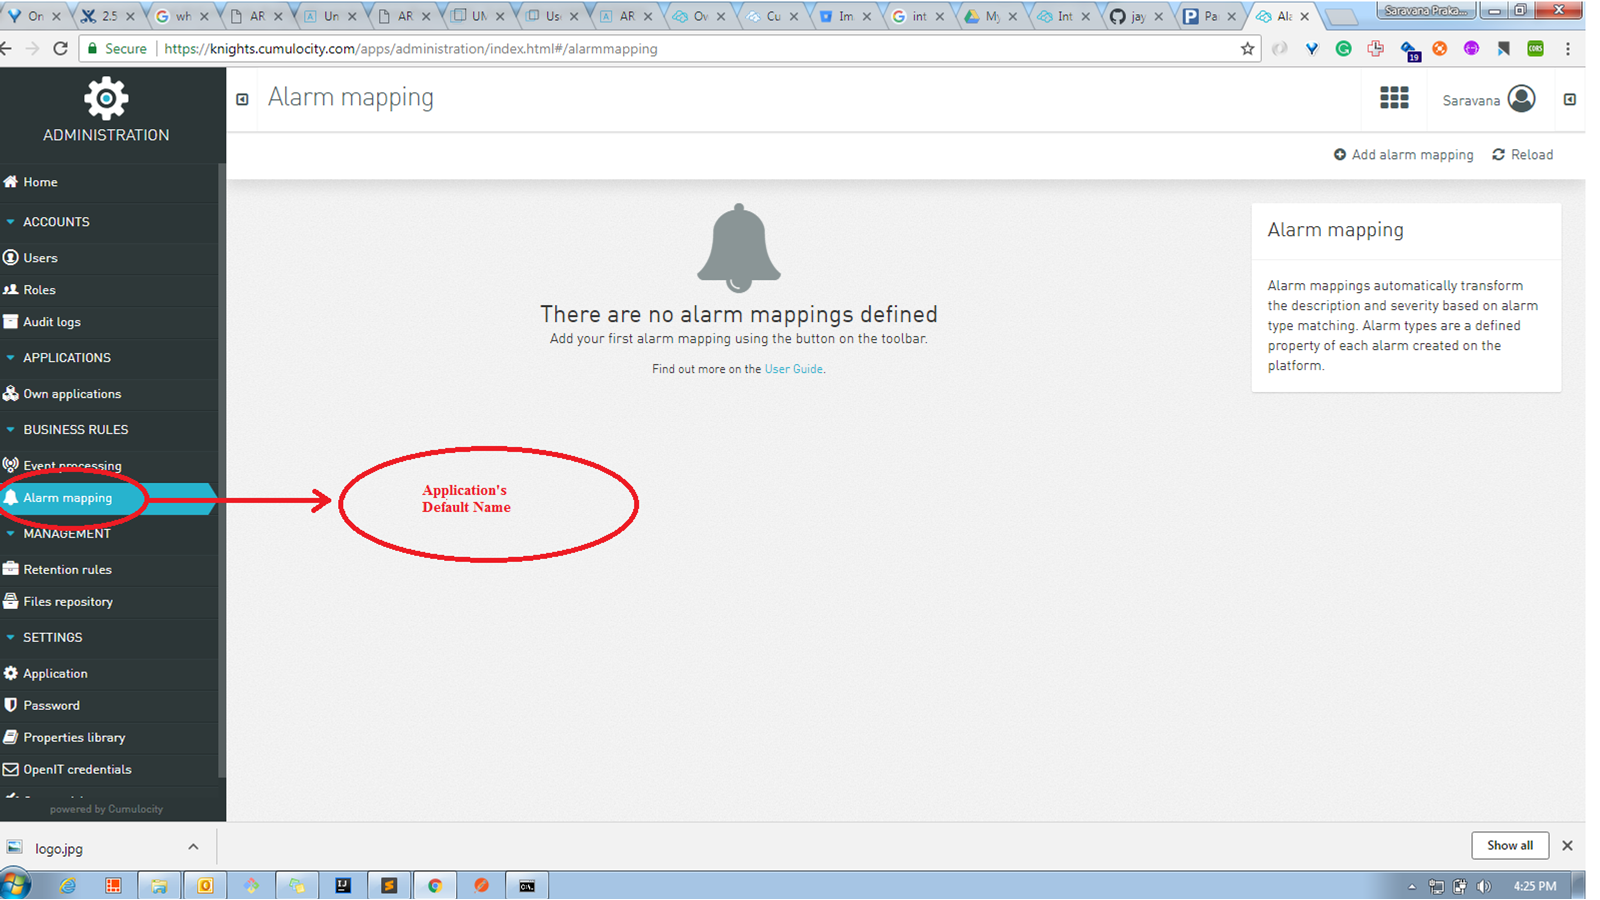 On
2.5
wh
AR
Un
AR
UM
Us
AR
Ov
Cu
Im
int
My
Int
jay
Pa
Ala
Saravana Praka...
Secure
https://knights.cumulocity.com/apps/administration/index.html#/alarmmapping
19
CORS
ADMINISTRATION
Alarm mapping
Saravana
Add alarm mapping
Reload
Home
ACCOUNTS
Users
Roles
Audit logs
APPLICATIONS
Own applications
BUSINESS RULES
Event processing
Alarm mapping
MANAGEMENT
Retention rules
Files repository
SETTINGS
Application
Password
Properties library
OpenIT credentials
powered by Cumulocity
There are no alarm mappings defined
Add your first alarm mapping using the button on the toolbar.
Find out more on the User Guide.
Application's
Default Name
Alarm mapping
Alarm mappings automatically transform
the description and severity based on alarm
type matching. Alarm types are a defined
property of each alarm created on the
platform.
logo.jpg
Show all
4:25 PM